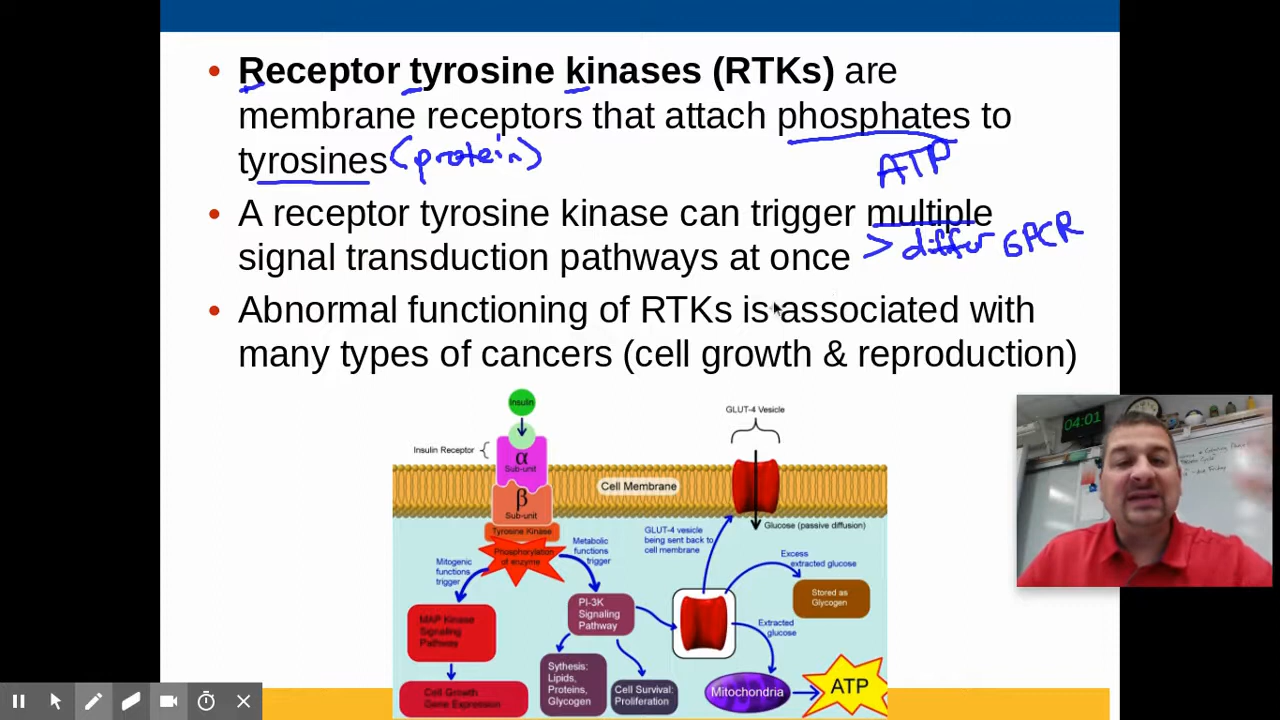 Receptor tyrosine kinases (RTKs) are
membrane receptors that attach phosphates to
tyrosines (protein)
ATP
A receptor tyrosine kinase can trigger multiple
signal transduction pathways at once > differ GPCR
Abnormal functioning of RTKs is associated with
many types of cancers (cell growth & reproduction)
Insulin
GLUT-4 Vesicle
Insulin Receptor
α
Sub-unit
Cell Membrane
β
Sub-unit
Tyrosine Kinase
Phosphorylation
of enzyme
Glucose (passive diffusion)
GLUT-4 vesicle
being sent back to
cell membrane
Metabolic
functions
trigger
Mitogenic
functions
trigger
Excess
extracted glucose
Stored as
Glycogen
PI-3K
Signaling
Pathway
MAP Kinase
Signaling
Pathway
Extracted
glucose
Sythesis:
Lipids,
Proteins,
Glycogen
Cell Survival:
Proliferation
Mitochondria
ATP
Cell Growth
Gene Expression
04:01